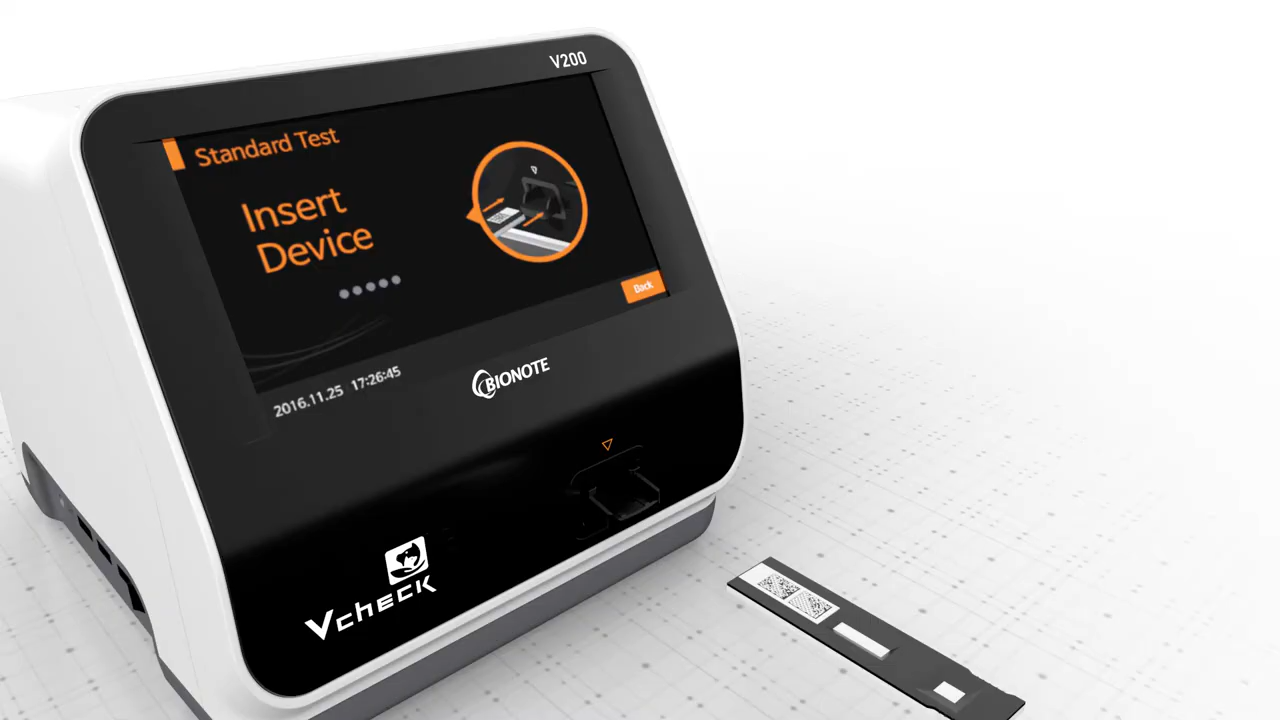 V200
Standard Test
Insert
Device
Back
2016.11.25 17:26:45
BIONOTE
Vcheck